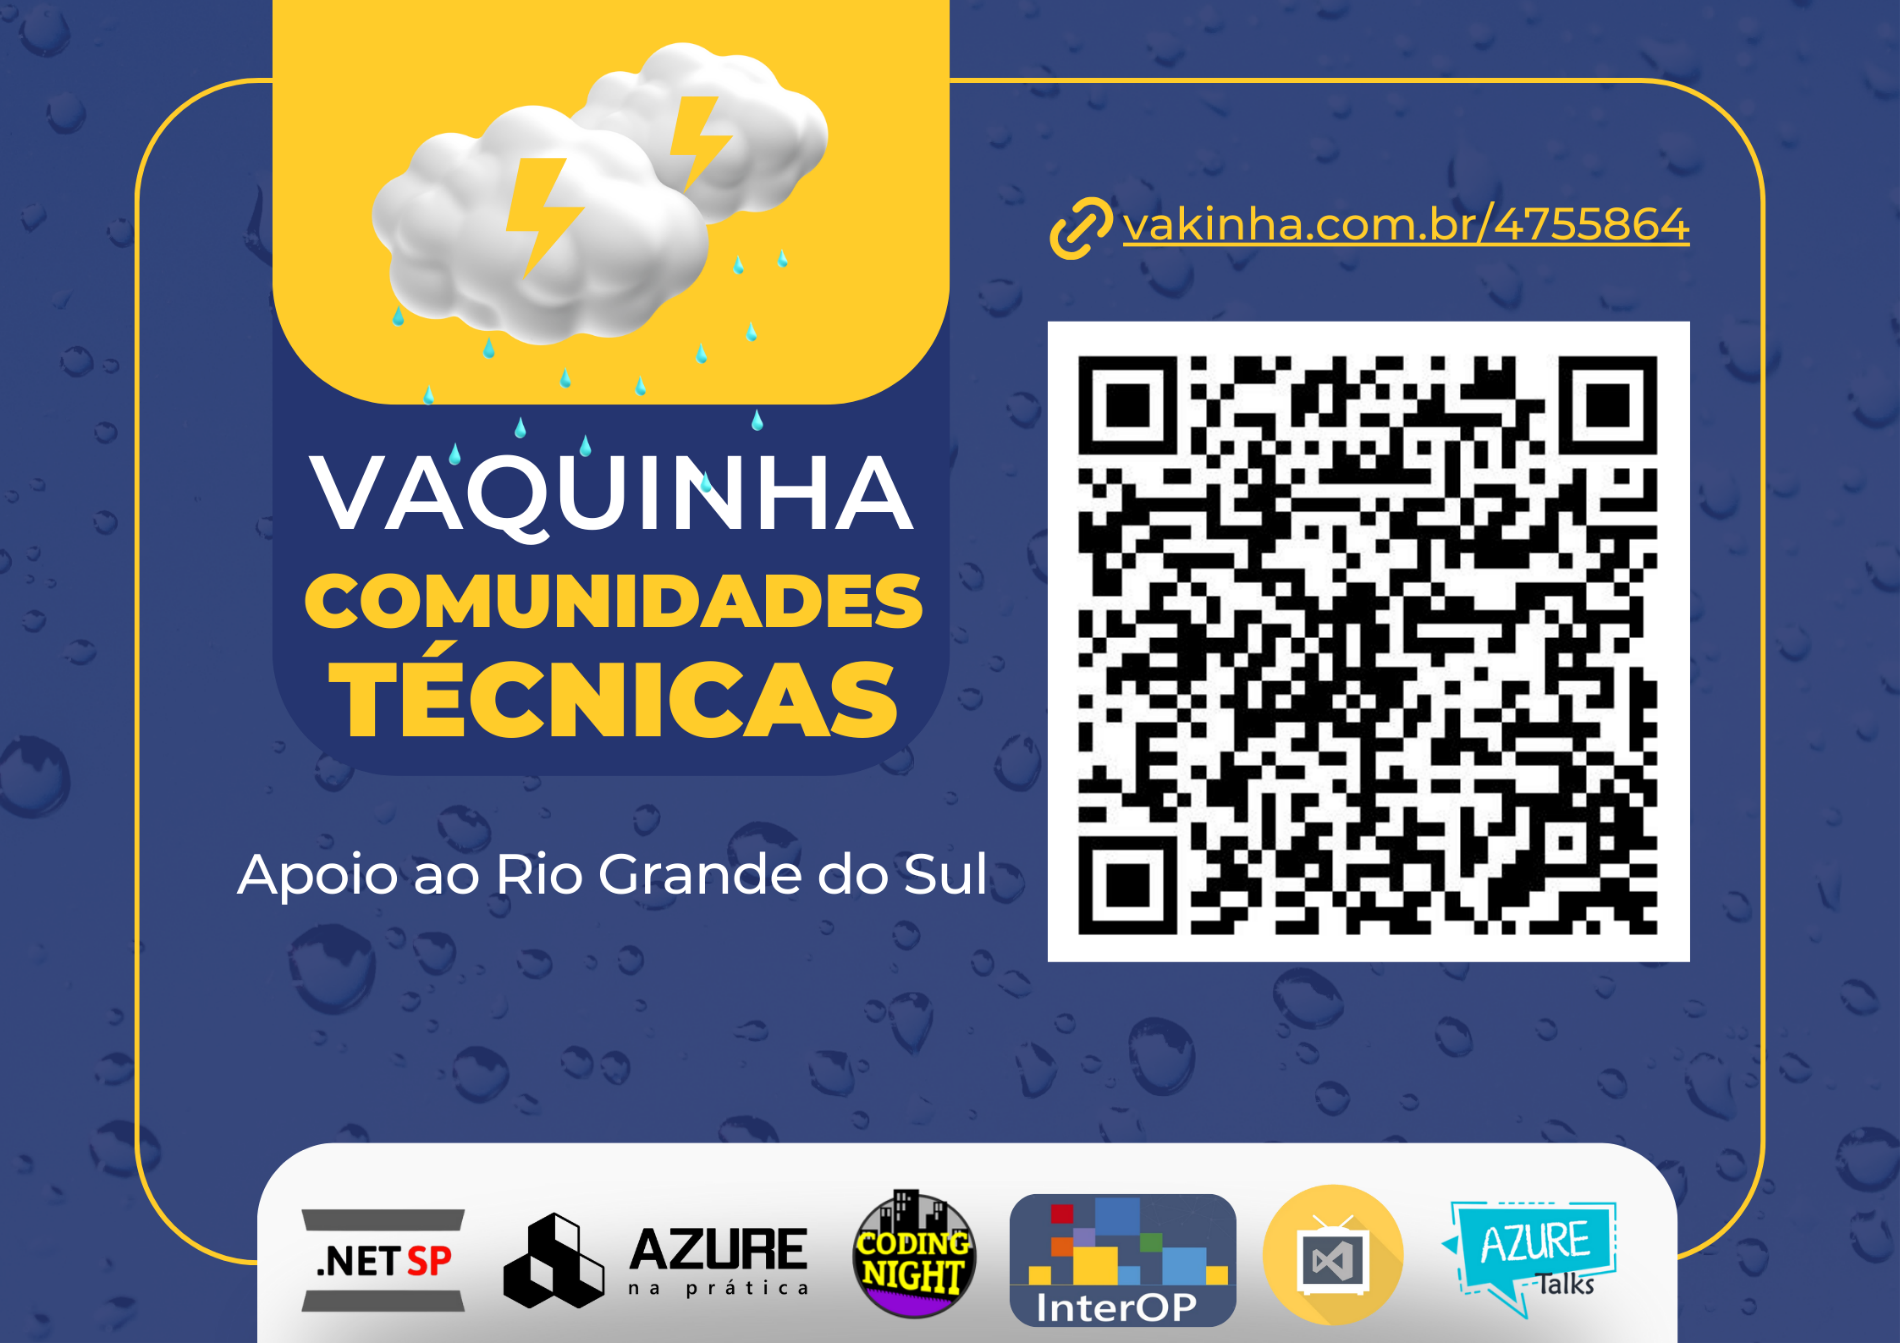 VAQUINHA
COMUNIDADES
TÉCNICAS
Apoio ao Rio Grande do Sul
vakinha.com.br/4755864
.NET SP
AZURE
na prática
CODING
NIGHT
InterOP
AZURE
Talks